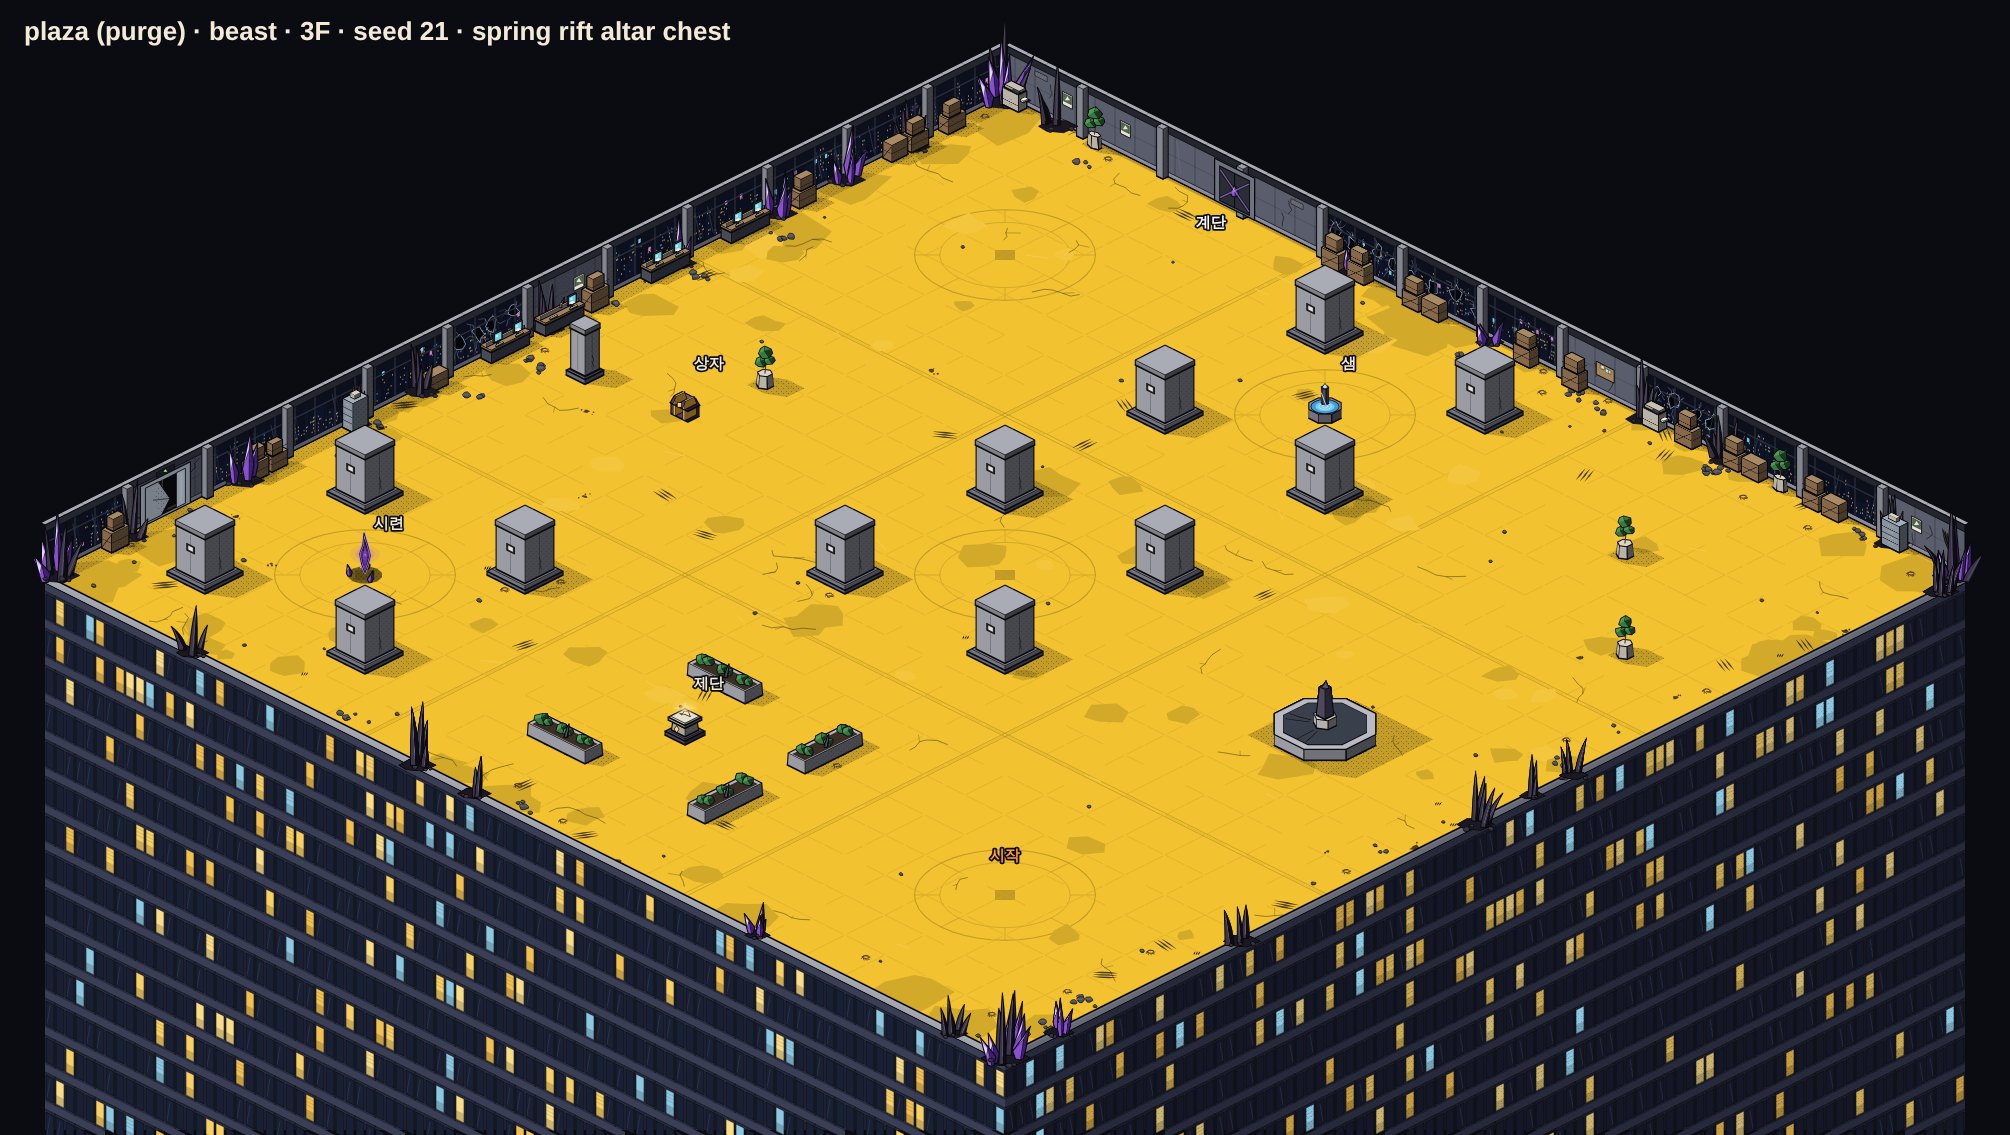 plaza (purge) · beast · 3F · seed 21 · spring rift altar chest
계단
상자
샘
시련
제단
시작